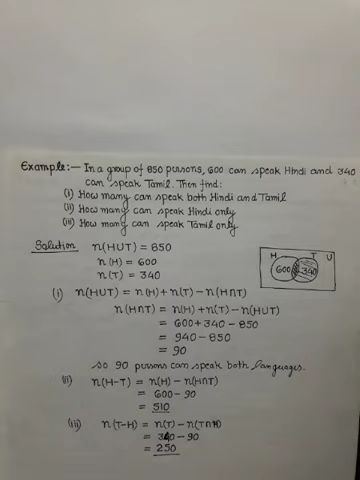 Example:— In a group of 850 persons, 600 can speak Hindi and 340
can speak Tamil. Then find:
(i) How many can speak both Hindi and Tamil
(ii) How many can speak Hindi only
(iii) How many can speak Tamil only
Solution n(HUT) = 850
n(H) = 600
n(T) = 340
H T U
600 340
(i) n(HUT) = n(H) + n(T) - n(H∩T)
n(H∩T) = n(H) + n(T) - n(HUT)
= 600 + 340 - 850
= 940 - 850
= 90
so 90 persons can speak both languages.
(ii) n(H-T) = n(H) - n(H∩T)
= 600 - 90
= 510
(iii) n(T-H) = n(T) - n(T∩H)
= 340 - 90
= 250